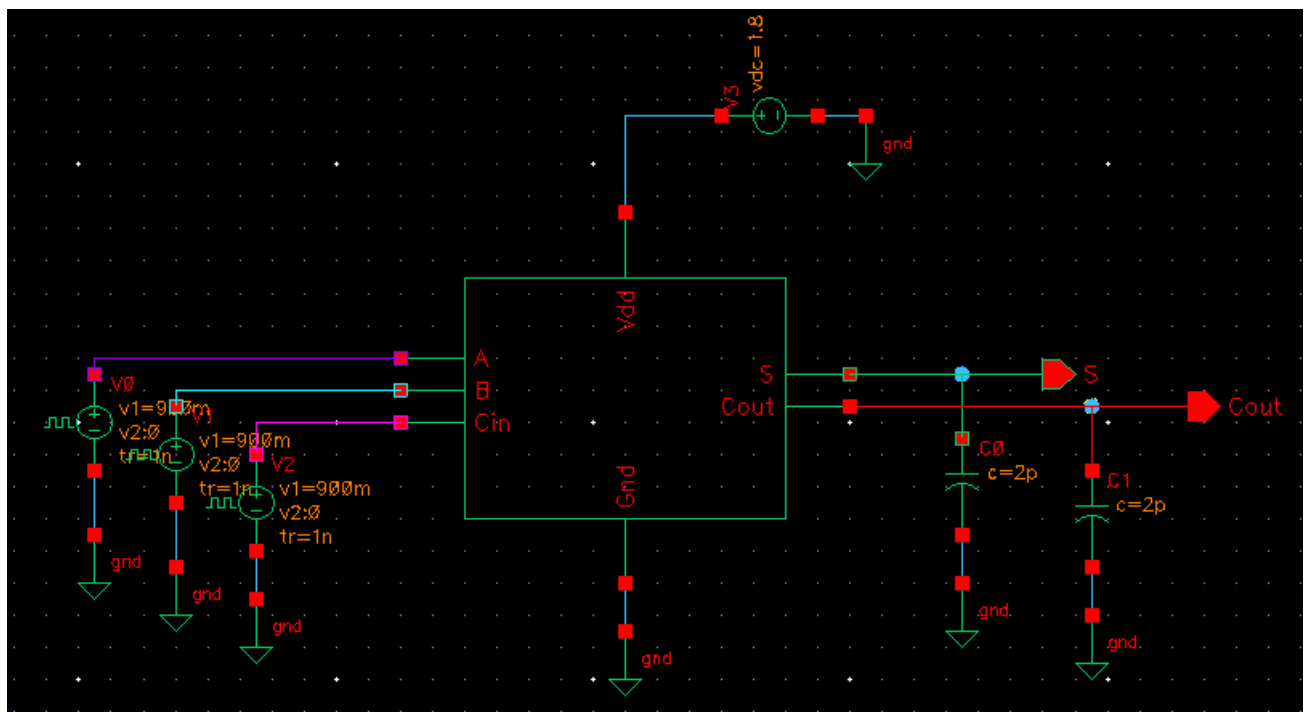 V3
vdc=1.8
gnd
Vdd
A
B
Cin
S
Cout
Gnd
S
Cout
V0
v1=900m
v2:0
tr=1n
gnd
V1
v1=900m
v2:0
tr=1n
gnd
V2
v1=900m
v2:0
tr=1n
gnd
gnd
C0
c=2p
gnd
C1
c=2p
gnd